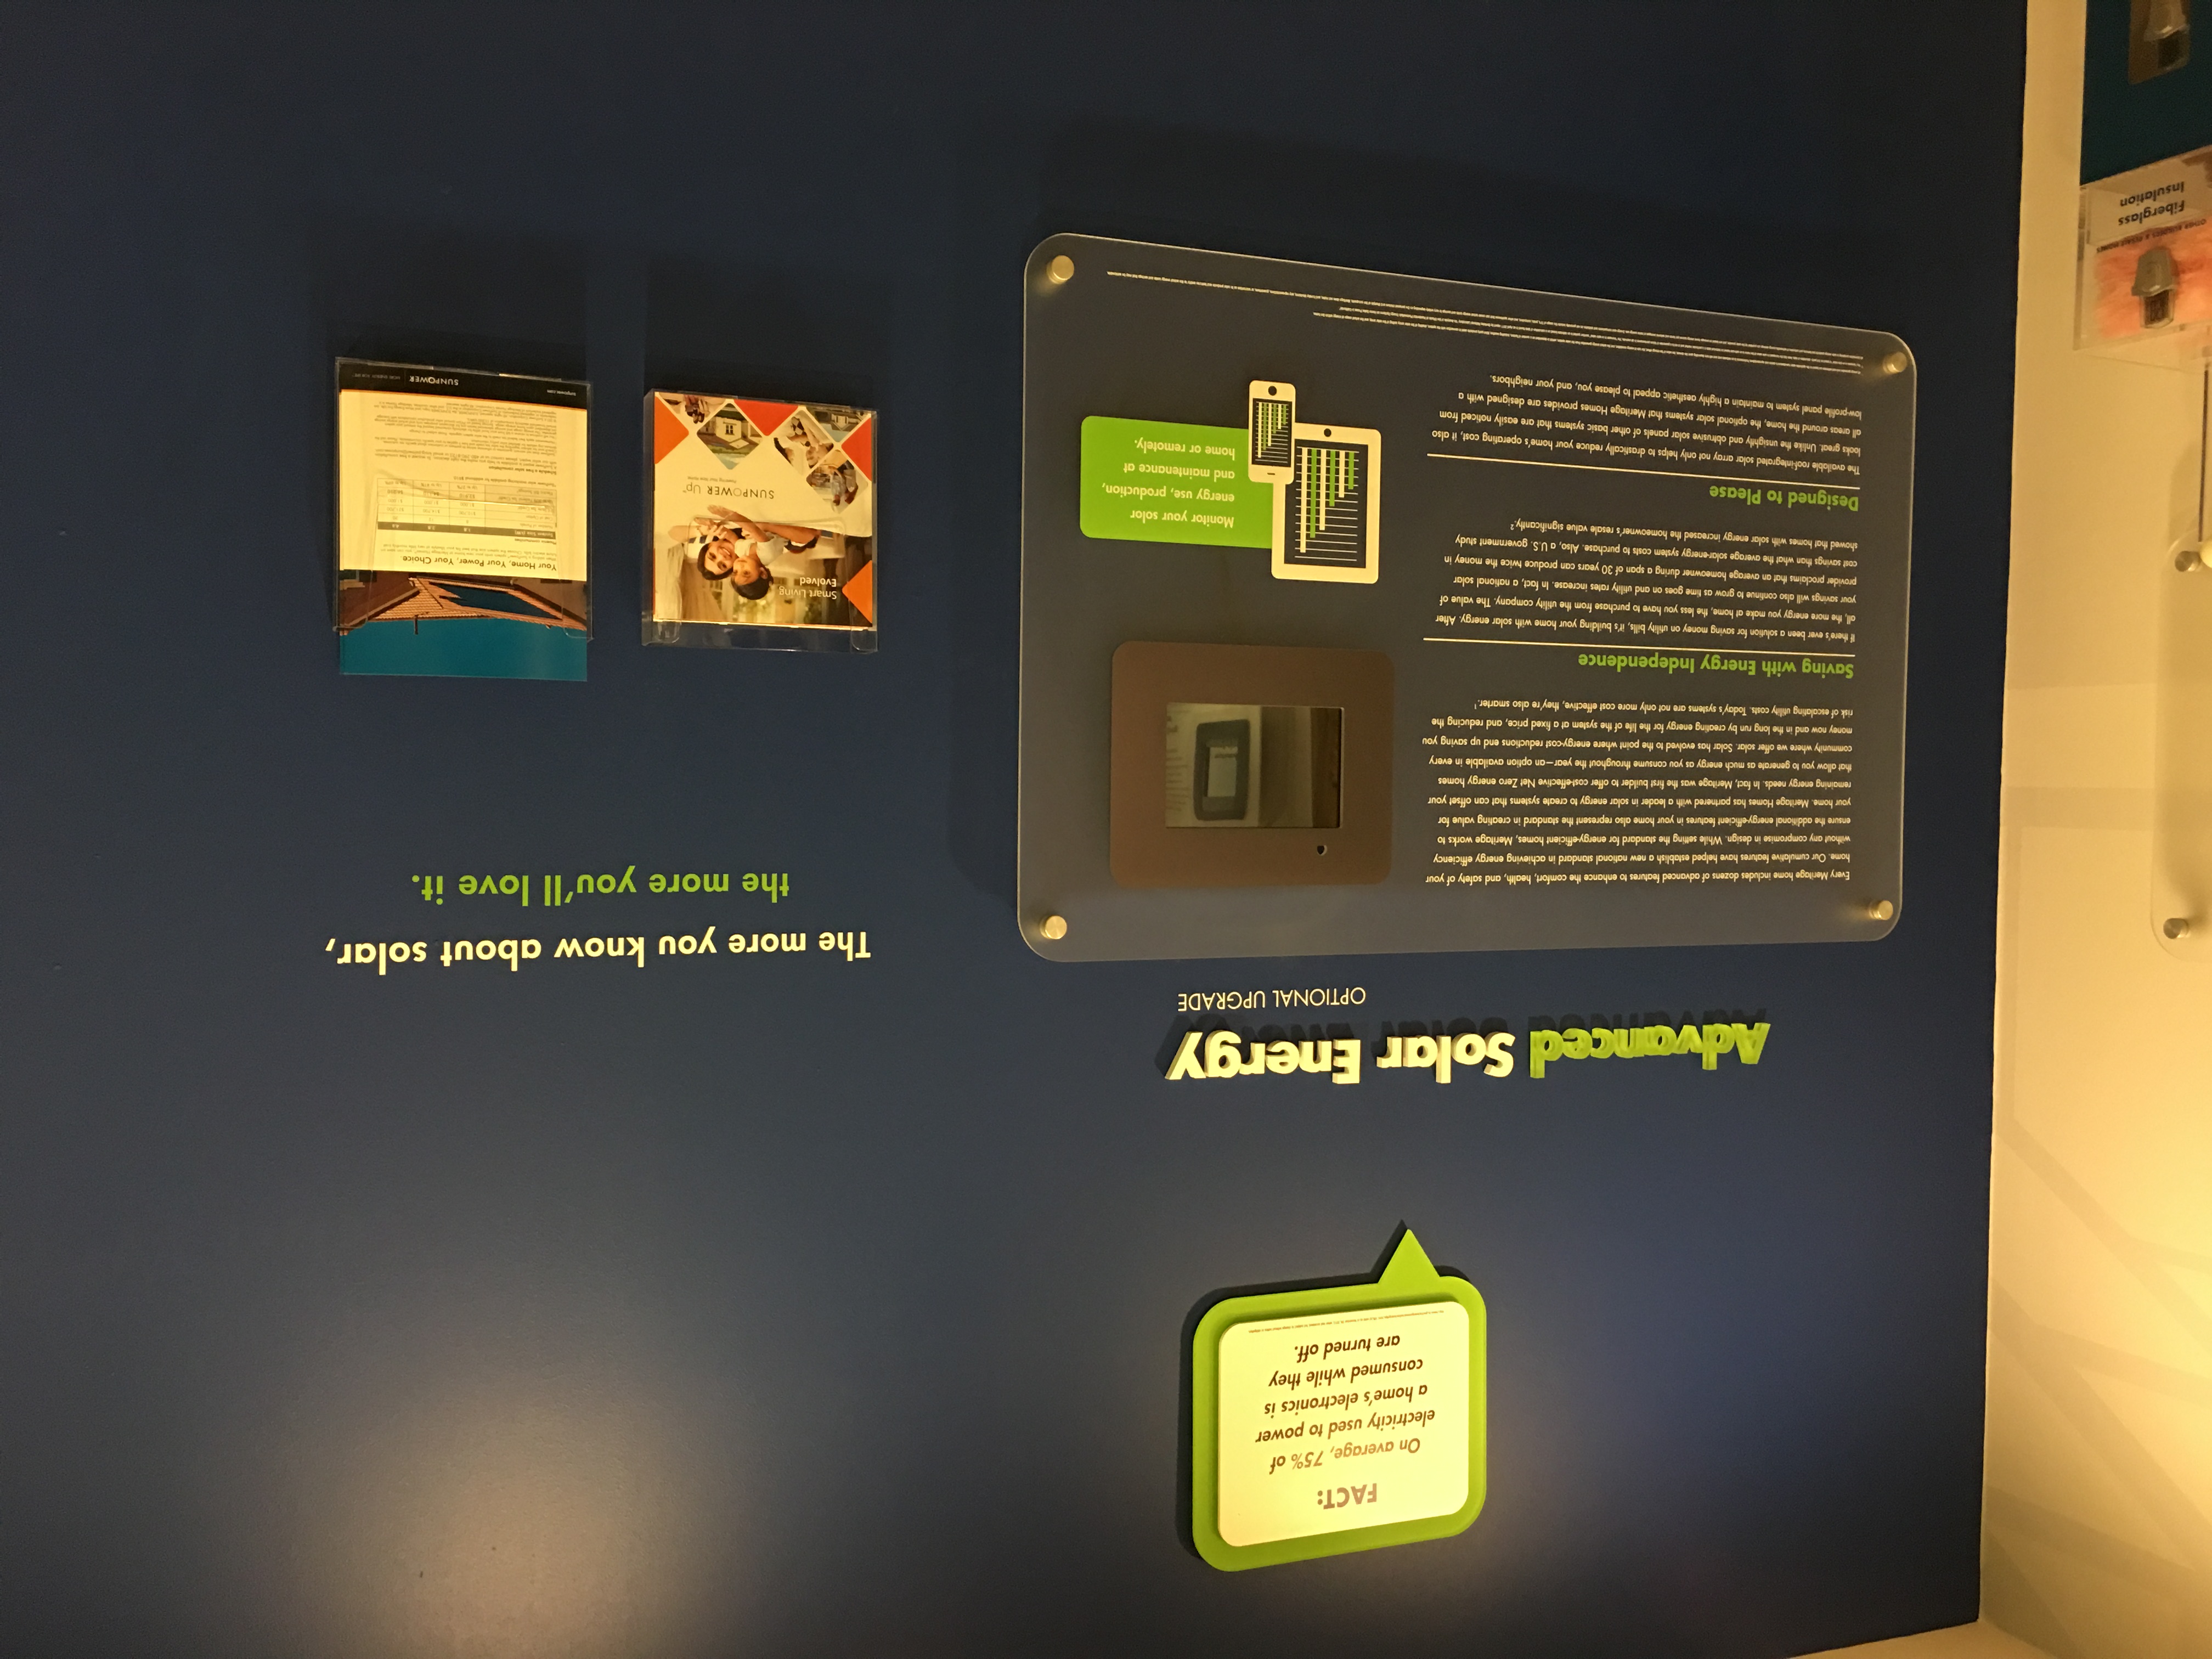 FACT:
On average, 75% of
electricity used to power
a home's electronics is
consumed while they
are turned off.
Advanced Solar Energy
OPTIONAL UPGRADE
Every Meritage home includes dozens of advanced features to enhance the comfort, health, and safety of your
home. Our cumulative features have helped establish a new national standard in achieving energy efficiency
without any compromise in design. While setting the standard for energy-efficient homes, Meritage works to
ensure the additional energy-efficient features in your home also represent the standard in creating value for
your home. Meritage Homes has partnered with a leader in solar energy to create systems that can offset your
remaining energy needs. In fact, Meritage was the first builder to offer cost-effective Net Zero energy homes
that allow you to generate as much energy as you consume throughout the year—an option available in every
community where we offer solar. Solar has evolved to the point where energy-cost reductions end up saving you
money now and in the long run by creating energy for the life of the system at a fixed price, and reducing the
risk of escalating utility costs. Today's systems are not only more cost effective, they're also smarter.¹
Saving with Energy Independence
If there's ever been a solution for saving money on utility bills, it's building your home with solar energy. After
all, the more energy you make at home, the less you have to purchase from the utility company. The value of
your savings will also continue to grow as time goes on and utility rates increase. In fact, a national solar
provider proclaims that an average homeowner during a span of 30 years can produce twice the money in
cost savings than what the average solar-energy system costs to purchase. Also, a U.S. government study
showed that homes with solar energy increased the homeowner's resale value significantly.²
Designed to Please
The available roof-integrated solar array not only helps to drastically reduce your home's operating cost, it also
looks great. Unlike the unsightly and obtrusive solar panels of other basic systems that are easily noticed from
all areas around the home, the optional solar systems that Meritage Homes provides are designed with a
low-profile panel system to maintain a highly aesthetic appeal to please you, and your neighbors.
Monitor your solar
energy use, production,
and maintenance at
home or remotely.
The more you know about solar,
the more you'll love it.
Smart Living
Evolved
SUNPOWER Up
Your Home, Your Power, Your Choice.
Schedule a free solar consultation
sunpower.com
SUNPOWER
OTHER BUILDERS & RESALE HOMES
Fiberglass
Insulation